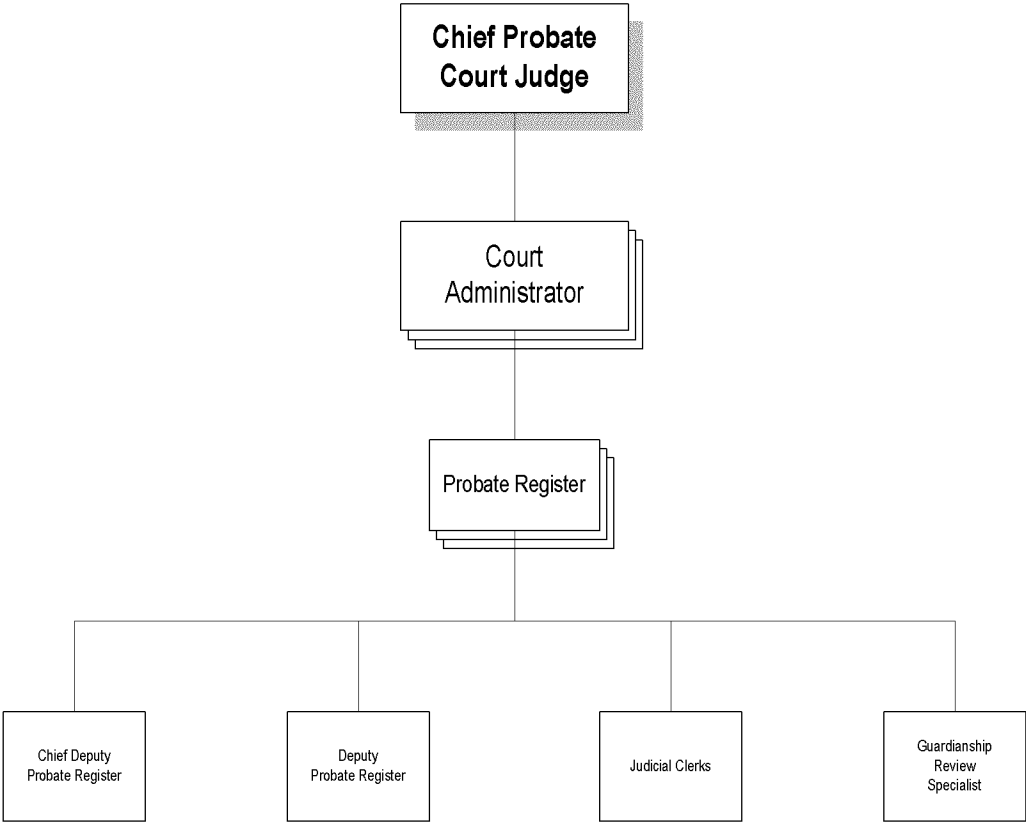 Chief Probate
Court Judge
Court
Administrator
Probate Register
Chief Deputy
Probate Register
Deputy
Probate Register
Judicial Clerks
Guardianship
Review
Specialist